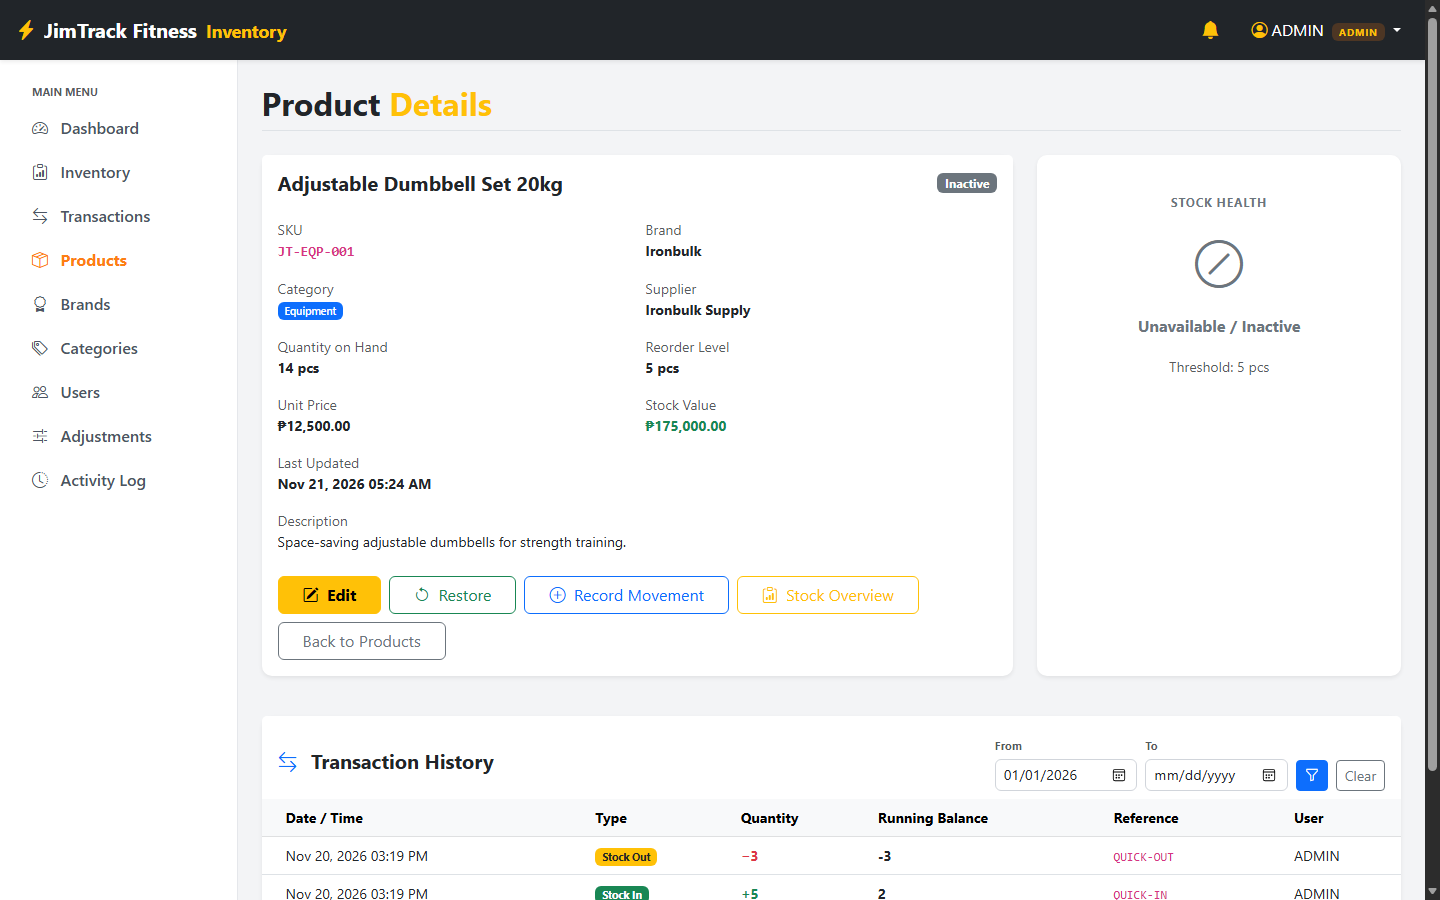 JimTrack Fitness Inventory
ADMIN ADMIN
MAIN MENU
Dashboard
Inventory
Transactions
Products
Brands
Categories
Users
Adjustments
Activity Log
Product Details
Adjustable Dumbbell Set 20kg
Inactive
SKU
JT-EQP-001
Brand
Ironbulk
Category
Equipment
Supplier
Ironbulk Supply
Quantity on Hand
14 pcs
Reorder Level
5 pcs
Unit Price
₱12,500.00
Stock Value
₱175,000.00
Last Updated
Nov 21, 2026 05:24 AM
Description
Space-saving adjustable dumbbells for strength training.
Edit
Restore
Record Movement
Stock Overview
Back to Products
STOCK HEALTH
Unavailable / Inactive
Threshold: 5 pcs
Transaction History
From
01/01/2026
To
mm/dd/yyyy
Clear
Date / Time Type Quantity Running Balance Reference User
Nov 20, 2026 03:19 PM Stock Out −3 -3 QUICK-OUT ADMIN
Nov 20, 2026 03:19 PM Stock In +5 2 QUICK-IN ADMIN